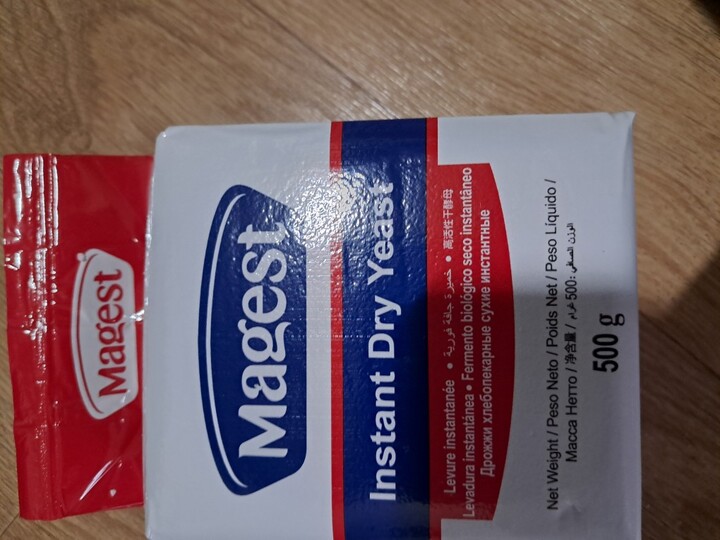 Magest
Magest
Instant Dry Yeast
Levure instantanée • خميرة جافة فورية • 高活性干酵母
Levadura instantanea • Fermento biológico seco instantâneo
Дрожжи хлебопекарные сухие инстантные
Net Weight / Peso Neto / Poids Net / Peso Líquido /
Масса Нетто / 净含量 / الوزن الصافي: 500 غرام
500 g